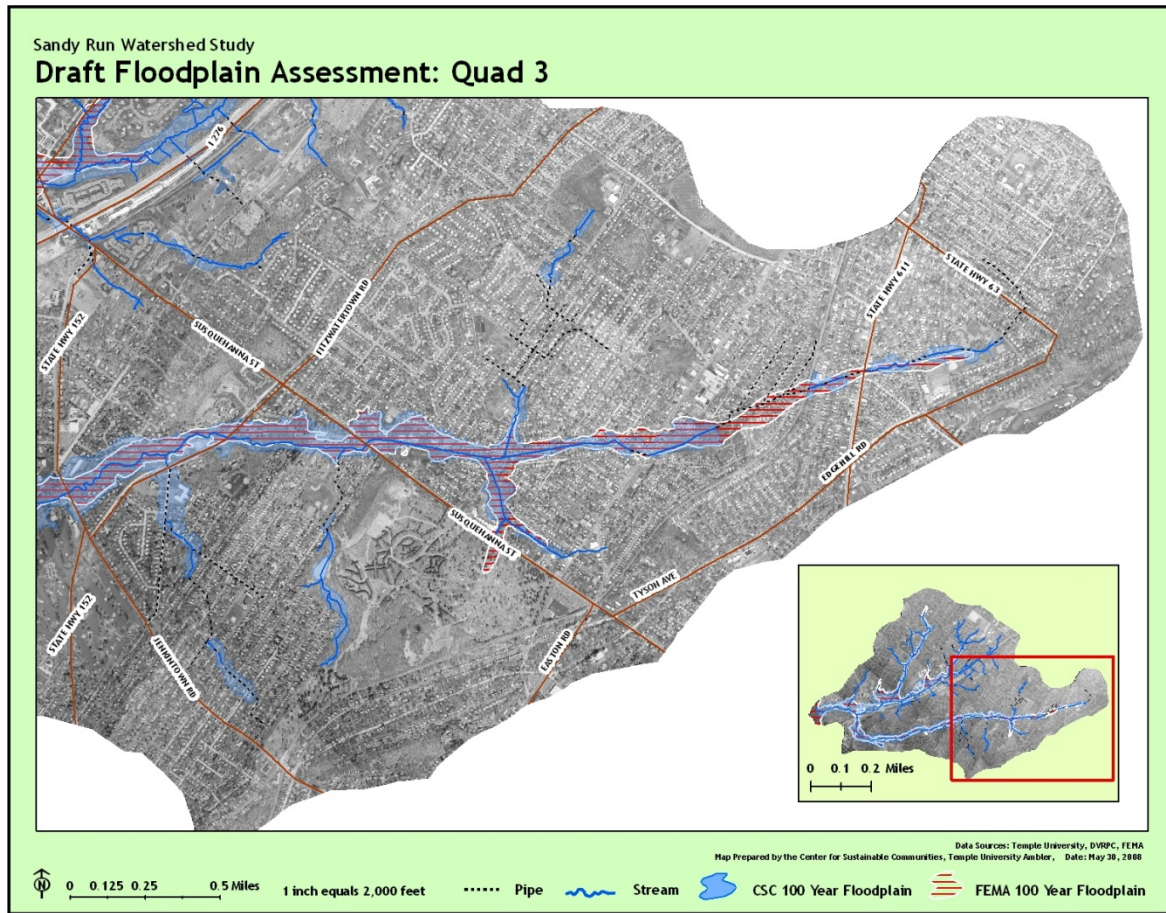 Sandy Run Watershed Study
Draft Floodplain Assessment: Quad 3
I 276
FITZWATERTOWN RD
STATE HWY 63
STATE HWY 611
STATE HWY 152
SUSQUEHANNA ST
EDGEHILL RD
SUSQUEHANNA ST
TYSON AVE
STATE HWY 152
JENKINTOWN RD
EASTON RD
0 0.1 0.2 Miles
Data Sources: Temple University, DVRPC, FEMA
Map Prepared by the Center for Sustainable Communities, Temple University Ambler, Date: May 30, 2008
N
0 0.125 0.25 0.5 Miles
1 inch equals 2,000 feet
Pipe
Stream
CSC 100 Year Floodplain
FEMA 100 Year Floodplain